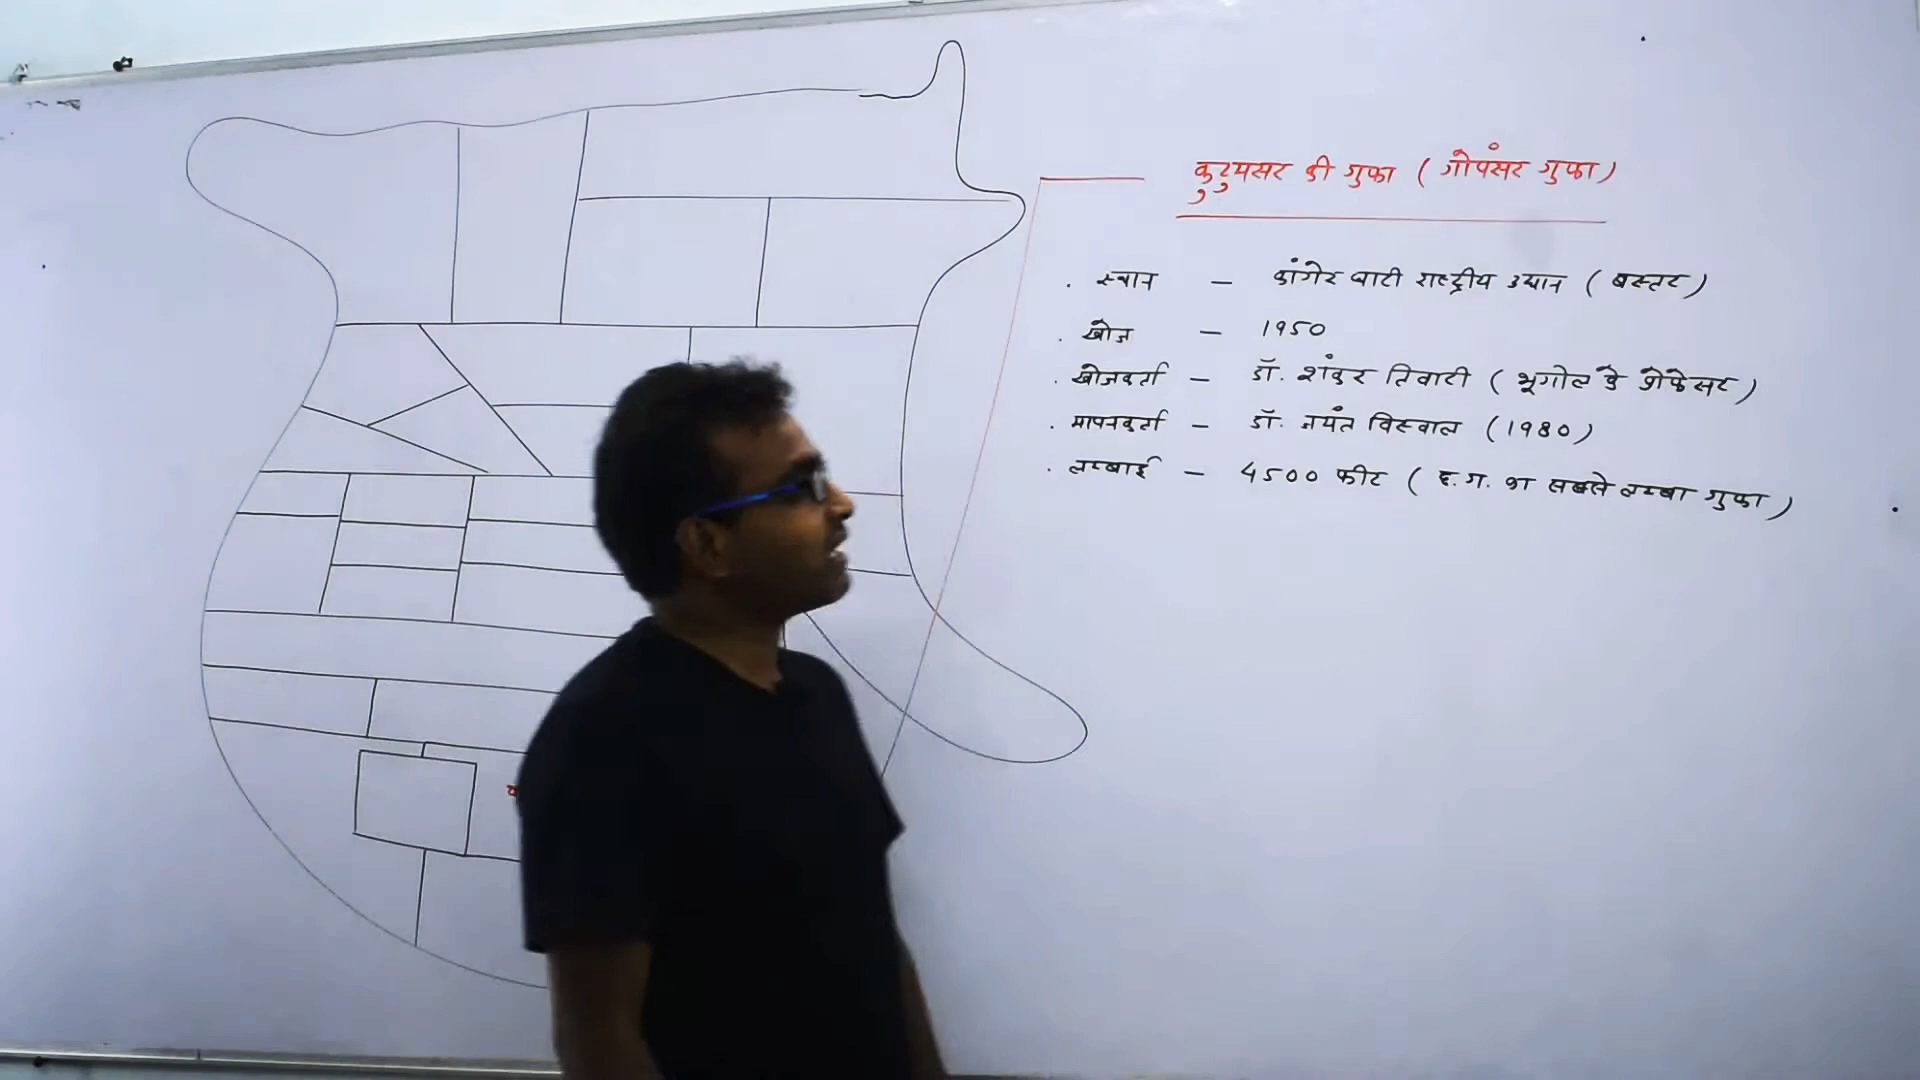 कुटुमसर की गुफा ( गोपंसर गुफा )
. स्थान – कांगेर घाटी राष्ट्रीय उद्यान ( बस्तर )
. खोज – 1950
. खोजकर्ता – डॉ. शंकर तिवारी ( भूगोल के प्रोफेसर )
. मापनकर्ता – डॉ. जयंत विस्वाल ( 1980 )
. लम्बाई – 4500 फीट ( छ. ग. का सबसे लम्बा गुफा )